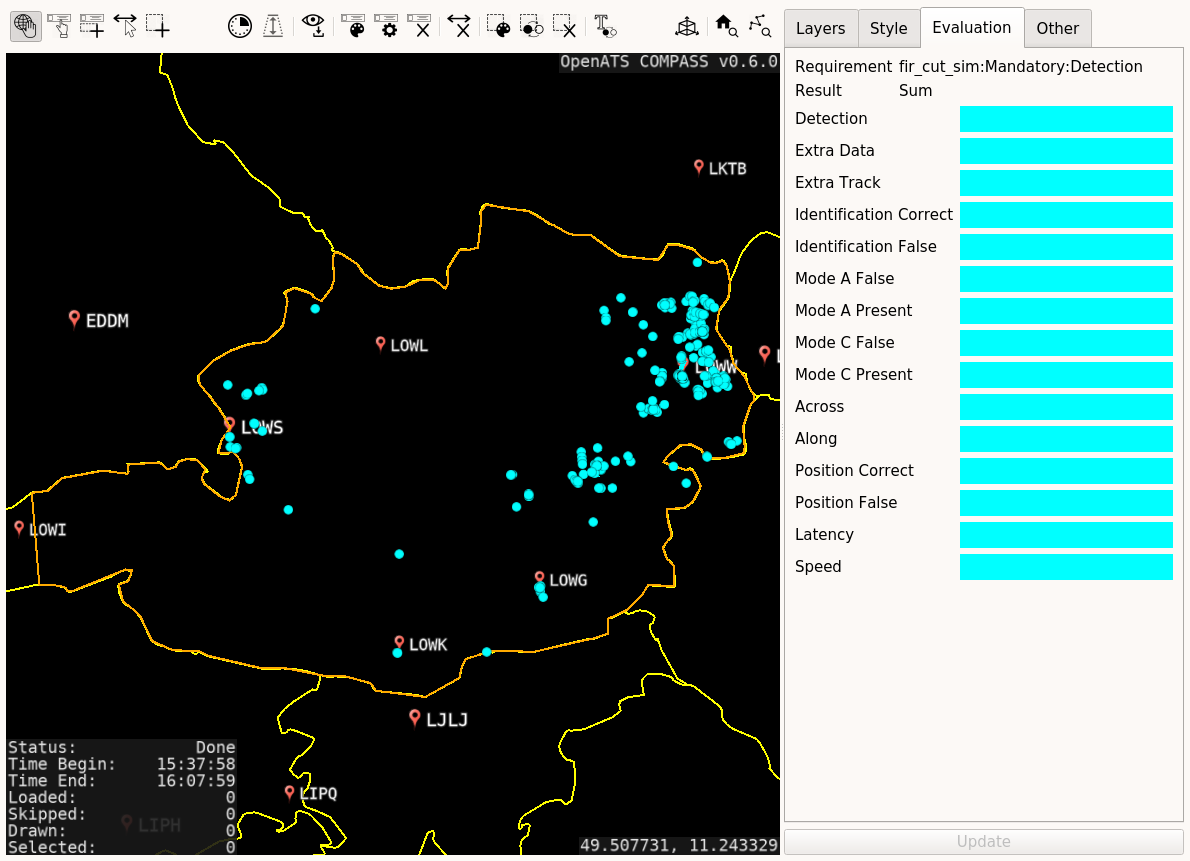 Layers Style Evaluation Other
OpenATS COMPASS v0.6.0
Requirement fir_cut_sim:Mandatory:Detection
Result Sum
Detection
Extra Data
Extra Track
Identification Correct
Identification False
Mode A False
Mode A Present
Mode C False
Mode C Present
Across
Along
Position Correct
Position False
Latency
Speed
Update
LKTB
EDDM
LOWL
LOWW
L
LOWS
LOWI
LOWG
LOWK
LJLJ
LIPQ
LIPH
Status: Done
Time Begin: 15:37:58
Time End: 16:07:59
Loaded: 0
Skipped: 0
Drawn: 0
Selected: 0
49.507731, 11.243329